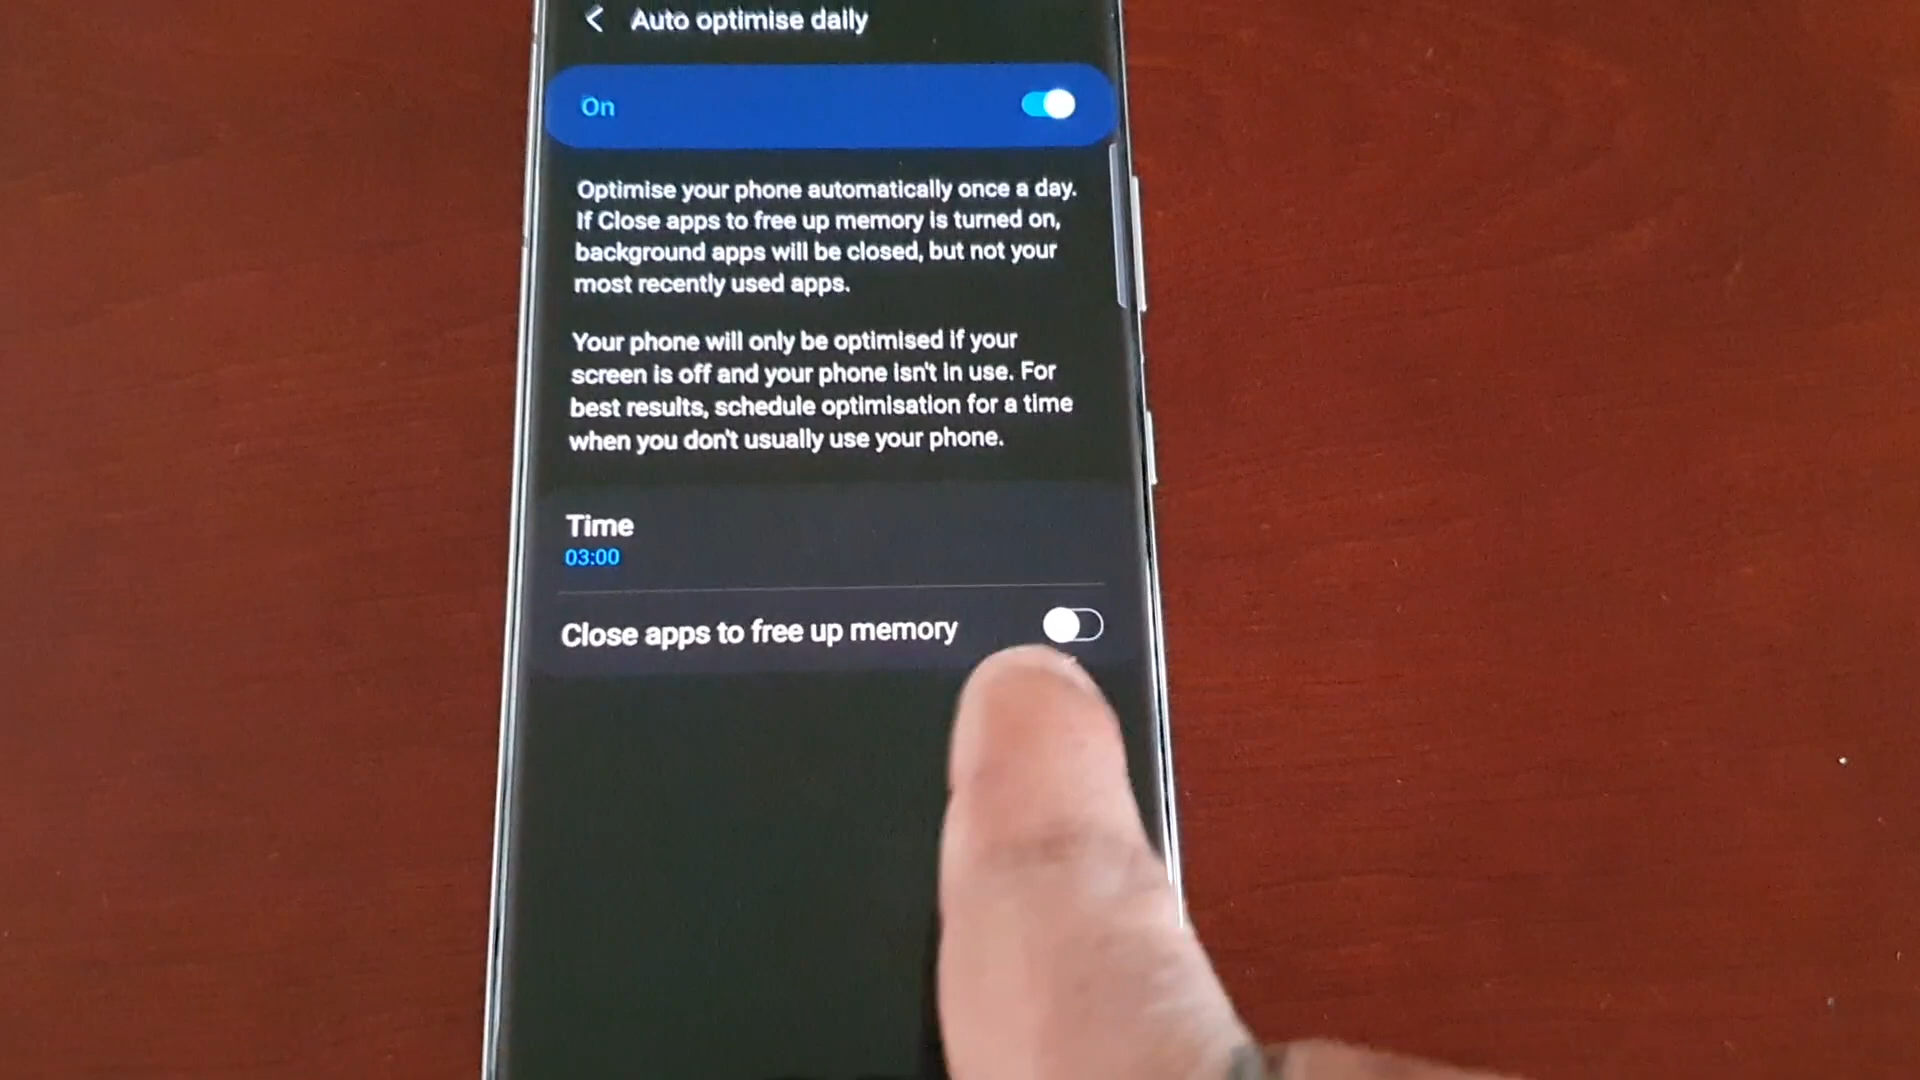 Auto optimise daily
On
Optimise your phone automatically once a day.
If Close apps to free up memory is turned on,
background apps will be closed, but not your
most recently used apps.
Your phone will only be optimised if your
screen is off and your phone isn't in use. For
best results, schedule optimisation for a time
when you don't usually use your phone.
Time
03:00
Close apps to free up memory